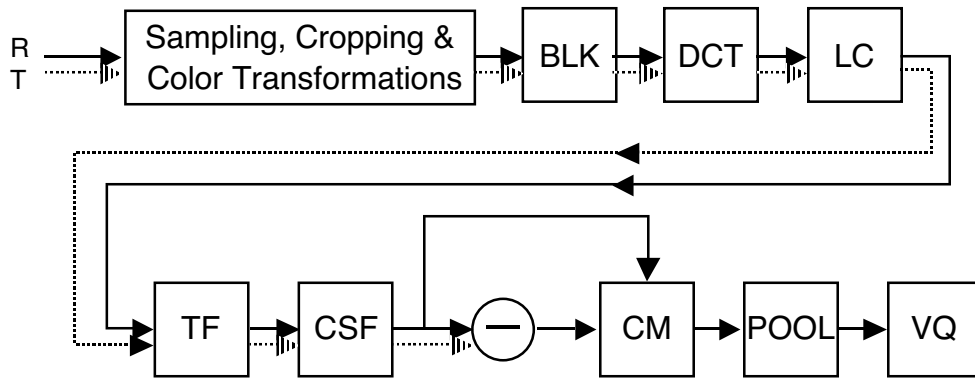 R
T
Sampling, Cropping &
Color Transformations
BLK
DCT
LC
TF
CSF
−
CM
POOL
VQ